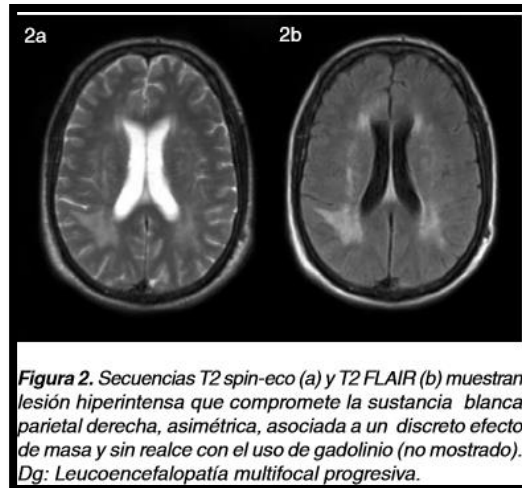 2a
2b
Figura 2. Secuencias T2 spin-eco (a) y T2 FLAIR (b) muestran
lesión hiperintensa que compromete la sustancia blanca
parietal derecha, asimétrica, asociada a un discreto efecto
de masa y sin realce con el uso de gadolinio (no mostrado).
Dg: Leucoencefalopatía multifocal progresiva.